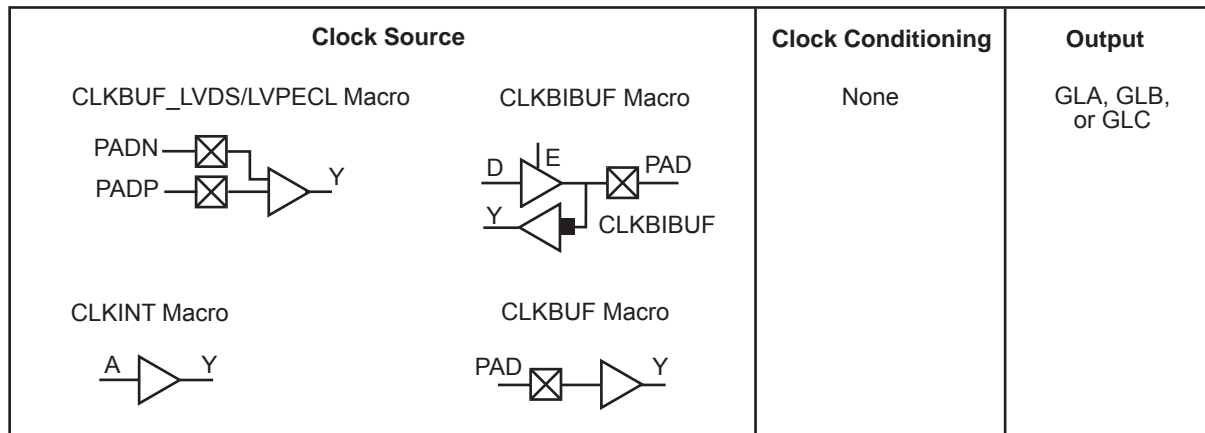 Clock Source
Clock Conditioning
Output
CLKBUF_LVDS/LVPECL Macro
PADN
PADP
Y
CLKBIBUF Macro
E
D
PAD
Y
CLKBIBUF
None
GLA, GLB,
or GLC
CLKINT Macro
A
Y
CLKBUF Macro
PAD
Y